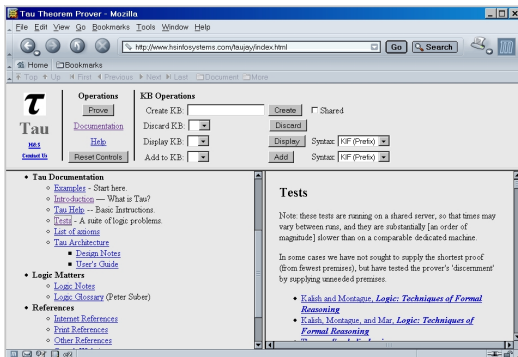 Tau Theorem Prover - Mozilla
File Edit View Go Bookmarks Tools Window Help
http://www.hsinfosystems.com/taujay/index.html Go Search
Home Bookmarks
Top Up First Previous Next Last Document More
τ
Tau
HIS
Contact Us
Operations
Prove
Documentation
Help
Reset Controls
KB Operations
Create KB: Create Shared
Discard KB: Discard
Display KB: Display Syntax: KIF (Prefix)
Add to KB: Add Syntax: KIF (Prefix)
Tau Documentation
Examples - Start here.
Introduction — What is Tau?
Tau Help -- Basic Instructions.
Tests - A suite of logic problems.
List of axioms
Tau Architecture
Design Notes
User's Guide
Logic Matters
Logic Notes
Logic Glossary (Peter Suber)
References
Internet References
Print References
Other References
Tests
Note: these tests are running on a shared server, so that times may
vary between runs, and they are substantially [an order of
magnitude] slower than on a comparable dedicated machine.
In some cases we have not sought to supply the shortest proof
(from fewest premises), but have tested the prover's 'discernment'
by supplying unneeded premises.
Kalish and Montague, Logic: Techniques of Formal
Reasoning
Kalish, Montague, and Mar, Logic: Techniques of
Formal Reasoning